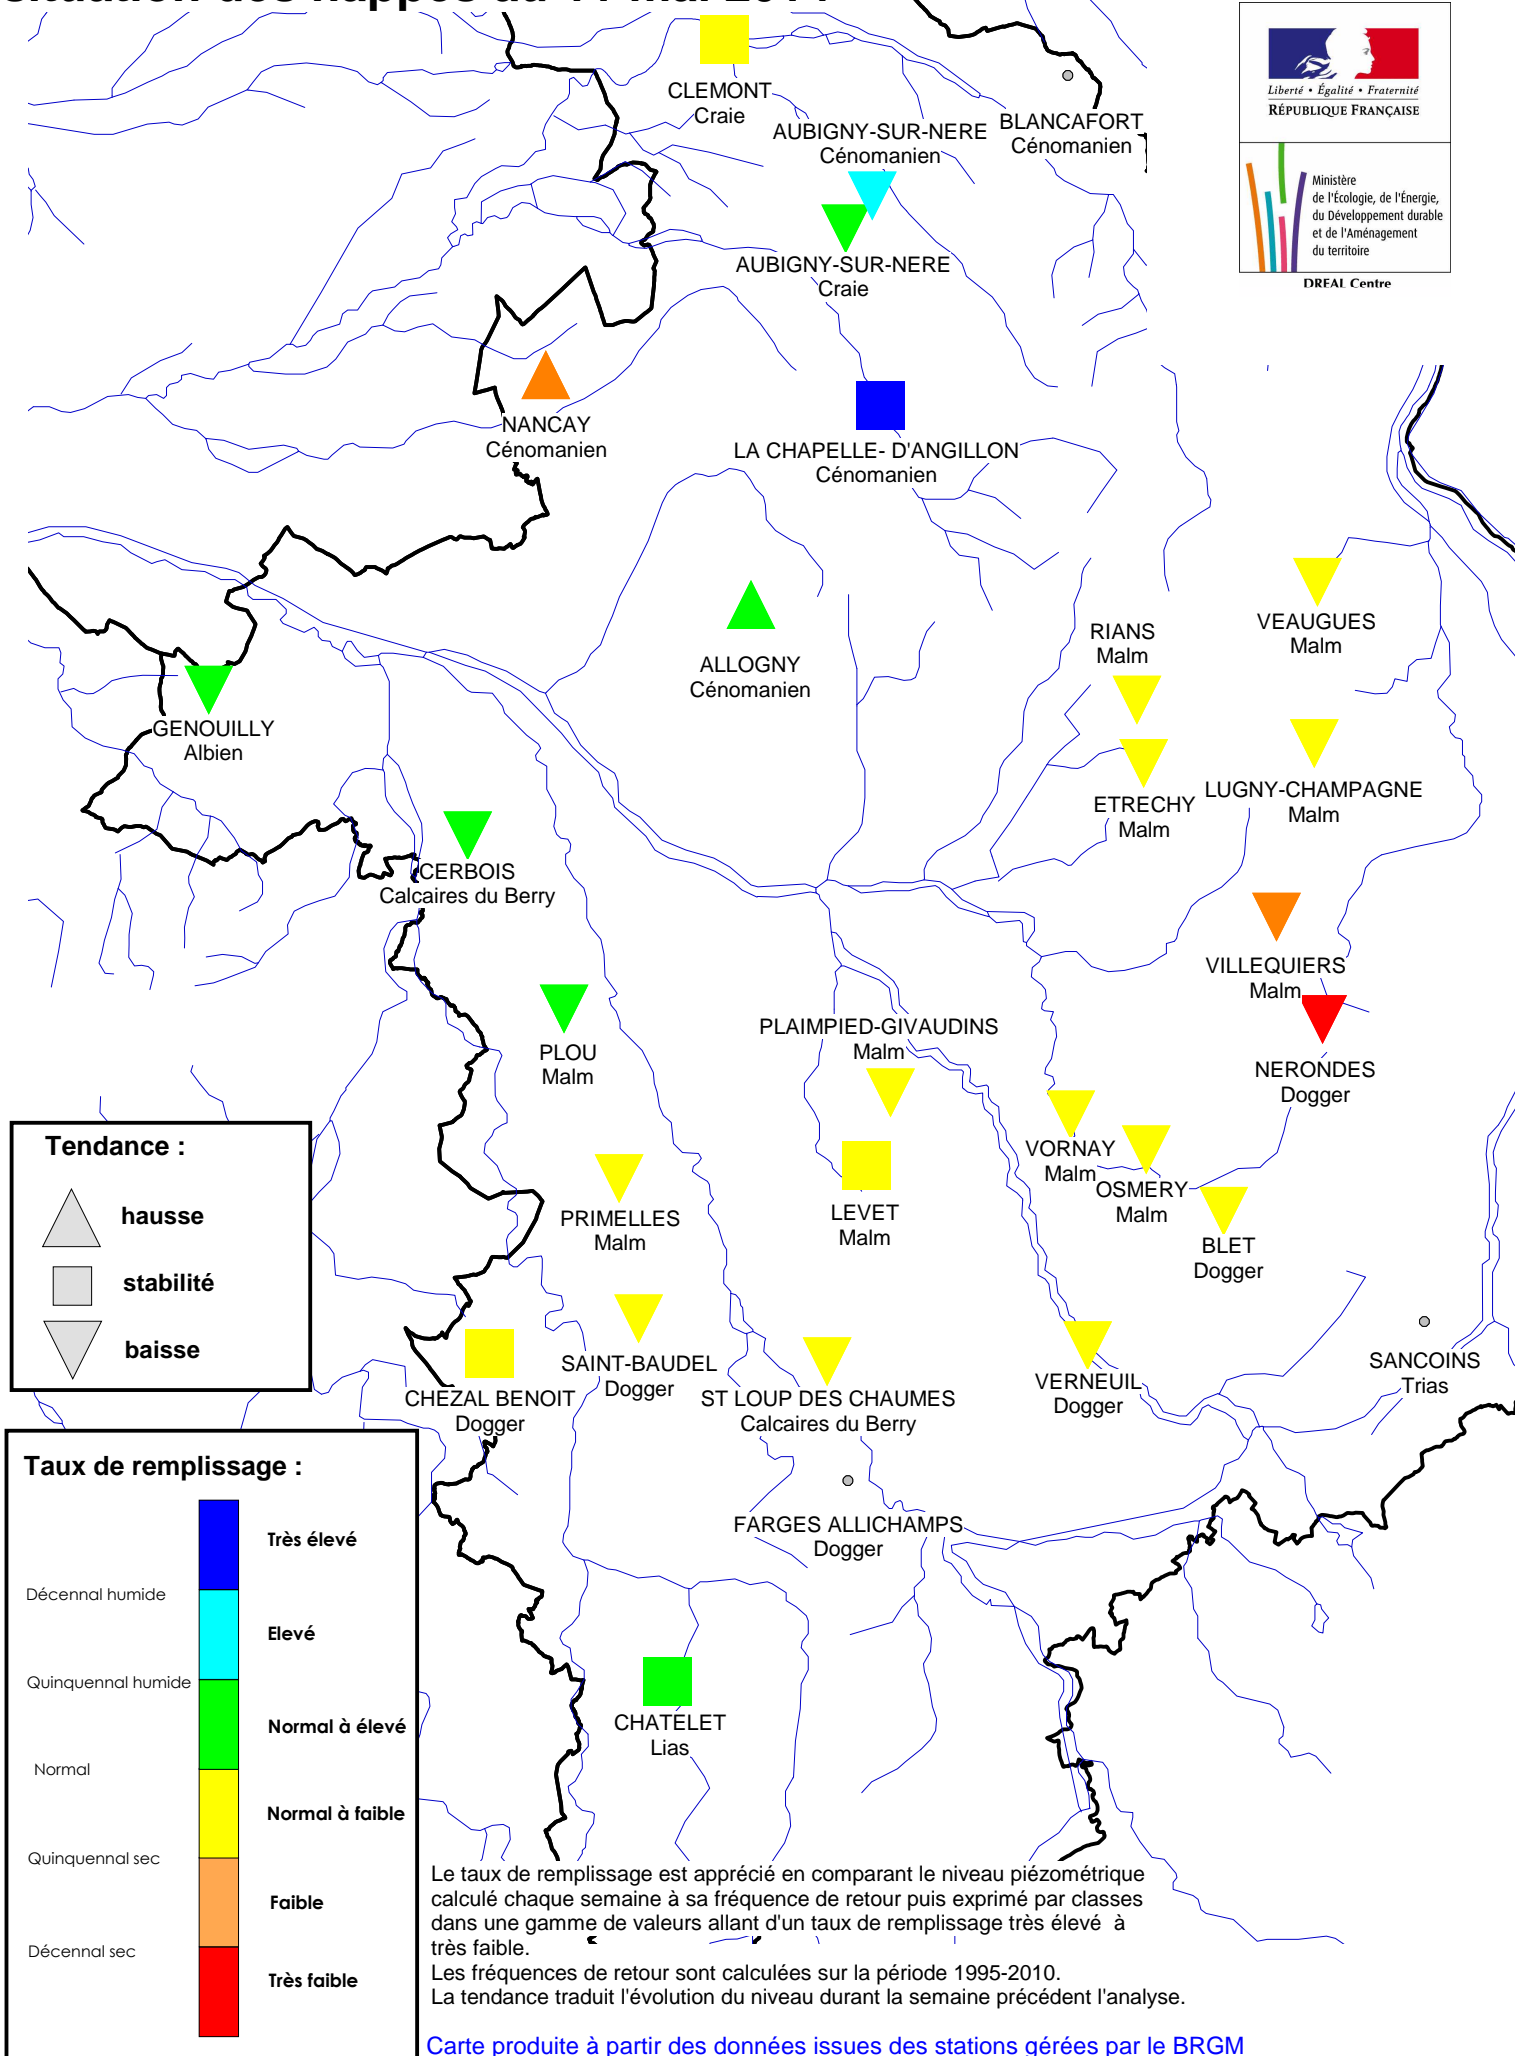 CLEMONT
Craie
AUBIGNY-SUR-NERE
Cénomanien
BLANCAFORT
Cénomanien
Liberté • Égalité • Fraternité
RÉPUBLIQUE FRANÇAISE
Ministère
de l'Écologie, de l'Énergie,
du Développement durable
et de l'Aménagement
du territoire
DREAL Centre
AUBIGNY-SUR-NERE
Craie
NANCAY
Cénomanien
LA CHAPELLE- D'ANGILLON
Cénomanien
VEAUGUES
Malm
RIANS
Malm
ALLOGNY
Cénomanien
GENOUILLY
Albien
ETRECHY
Malm
LUGNY-CHAMPAGNE
Malm
CERBOIS
Calcaires du Berry
VILLEQUIERS
Malm
PLAIMPIED-GIVAUDINS
Malm
PLOU
Malm
NERONDES
Dogger
VORNAY
Malm
OSMERY
Malm
PRIMELLES
Malm
LEVET
Malm
BLET
Dogger
Tendance :
hausse
stabilité
baisse
SAINT-BAUDEL
Dogger
CHEZAL BENOIT
Dogger
ST LOUP DES CHAUMES
Calcaires du Berry
VERNEUIL
Dogger
SANCOINS
Trias
FARGES ALLICHAMPS
Dogger
CHATELET
Lias
Taux de remplissage :
Très élevé
Décennal humide
Elevé
Quinquennal humide
Normal à élevé
Normal
Normal à faible
Quinquennal sec
Faible
Décennal sec
Très faible
Le taux de remplissage est apprécié en comparant le niveau piézométrique
calculé chaque semaine à sa fréquence de retour puis exprimé par classes
dans une gamme de valeurs allant d'un taux de remplissage très élevé à
très faible.
Les fréquences de retour sont calculées sur la période 1995-2010.
La tendance traduit l'évolution du niveau durant la semaine précédent l'analyse.
Carte produite à partir des données issues des stations gérées par le BRGM